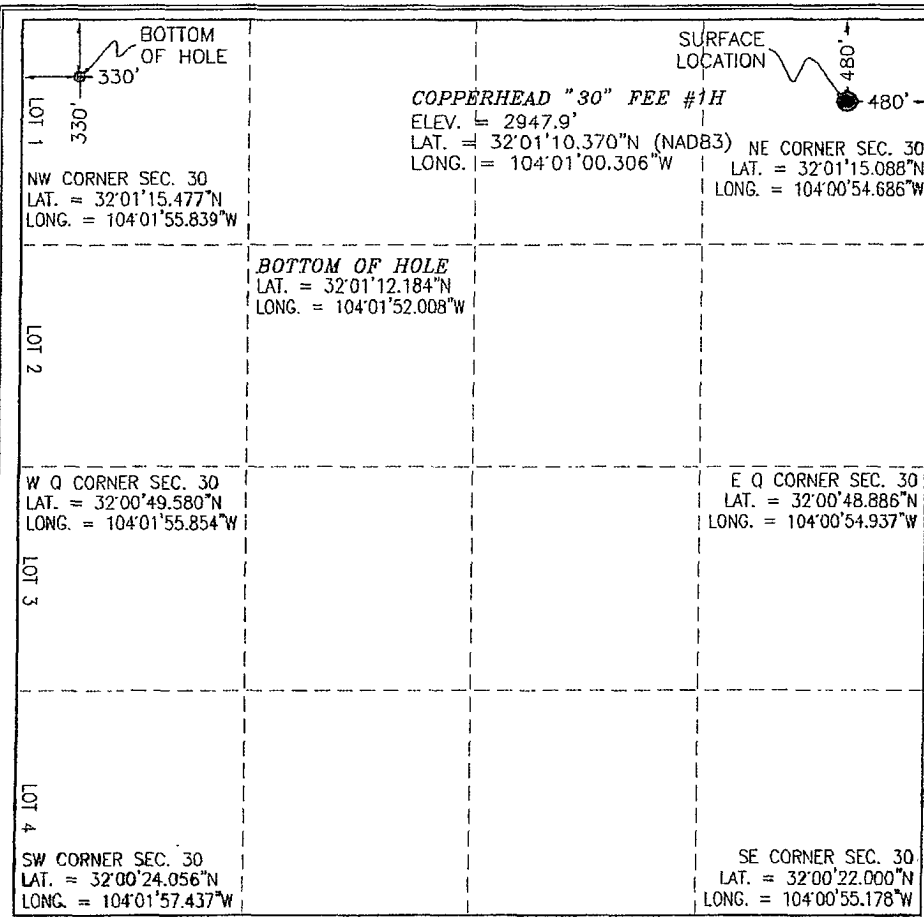 BOTTOM
OF HOLE
330'
330'
LOT 1
SURFACE
LOCATION
480'
480'
COPPERHEAD "30" FEE #1H
ELEV. = 2947.9'
LAT. = 32°01'10.370"N (NAD83)
LONG. = 104°01'00.306"W
NE CORNER SEC. 30
LAT. = 32°01'15.088"N
LONG. = 104°00'54.686"W
NW CORNER SEC. 30
LAT. = 32°01'15.477"N
LONG. = 104°01'55.839"W
BOTTOM OF HOLE
LAT. = 32°01'12.184"N
LONG. = 104°01'52.008"W
LOT 2
W Q CORNER SEC. 30
LAT. = 32°00'49.580"N
LONG. = 104°01'55.854"W
E Q CORNER SEC. 30
LAT. = 32°00'48.886"N
LONG. = 104°00'54.937"W
LOT 3
LOT 4
SW CORNER SEC. 30
LAT. = 32°00'24.056"N
LONG. = 104°01'57.437"W
SE CORNER SEC. 30
LAT. = 32°00'22.000"N
LONG. = 104°00'55.178"W